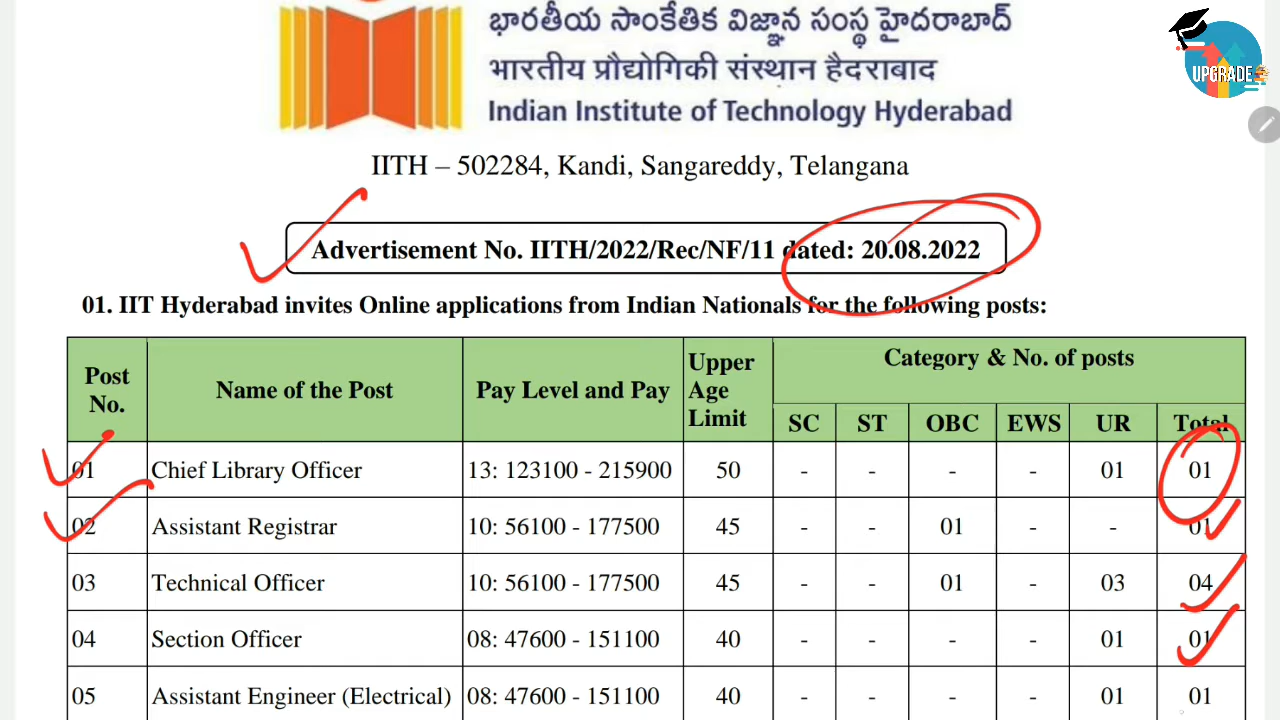 భారతీయ సాంకేతిక విజ్ఞాన సంస్థ హైదరాబాద్
भारतीय प्रौद्योगिकी संस्थान हैदराबाद
Indian Institute of Technology Hyderabad
UPGRADE
IITH – 502284, Kandi, Sangareddy, Telangana
Advertisement No. IITH/2022/Rec/NF/11 dated: 20.08.2022
01. IIT Hyderabad invites Online applications from Indian Nationals for the following posts:
Post No. Name of the Post Pay Level and Pay Upper Age Limit Category & No. of posts
SC ST OBC EWS UR Total
01 Chief Library Officer 13: 123100 - 215900 50 - - - - 01 01
02 Assistant Registrar 10: 56100 - 177500 45 - - 01 - - 01
03 Technical Officer 10: 56100 - 177500 45 - - 01 - 03 04
04 Section Officer 08: 47600 - 151100 40 - - - - 01 01
05 Assistant Engineer (Electrical) 08: 47600 - 151100 40 - - - - 01 01